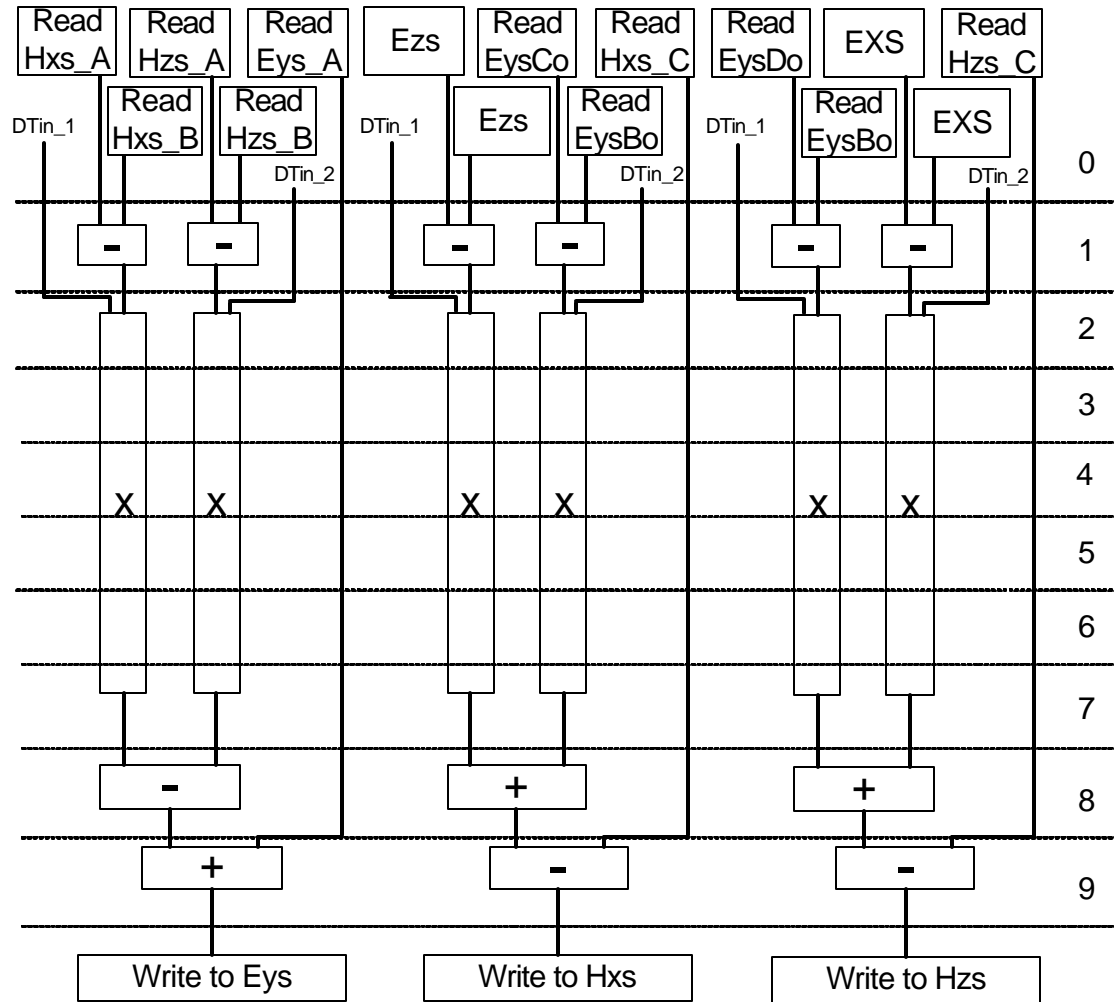 Read Hxs_A
Read Hzs_A
Read Eys_A
Ezs
Read EysCo
Read Hxs_C
Read EysDo
EXS
Read Hzs_C
Read Hxs_B
Read Hzs_B
Ezs
Read EysBo
Read EysBo
EXS
DTin_1
DTin_1
DTin_1
DTin_2
DTin_2
DTin_2
0
- - - - - -
1
2
3
x x x x x x
4
5
6
7
- + +
8
+ - -
9
Write to Eys
Write to Hxs
Write to Hzs